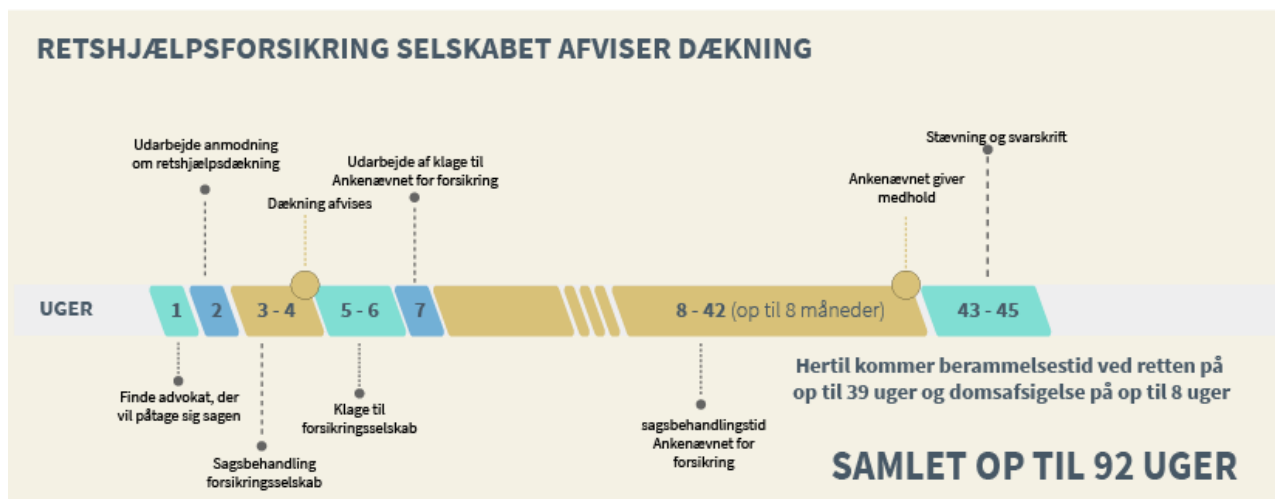 RETSHJÆLPSFORSIKRING SELSKABET AFVISER DÆKNING
Udarbejde anmodning
om retshjælpsdækning
Dækning afvises
Udarbejde af klage til
Ankenævnet for forsikring
Ankenævnet giver
medhold
Stævning og svarskrift
UGER
1
2
3 - 4
5 - 6
7
8 - 42 (op til 8 måneder)
43 - 45
Finde advokat, der
vil påtage sig sagen
Sagsbehandling
forsikringsselskab
Klage til
forsikringsselskab
sagsbehandlingstid
Ankenævnet for
forsikring
Hertil kommer berammelsestid ved retten på
op til 39 uger og domsafsigelse på op til 8 uger
SAMLET OP TIL 92 UGER